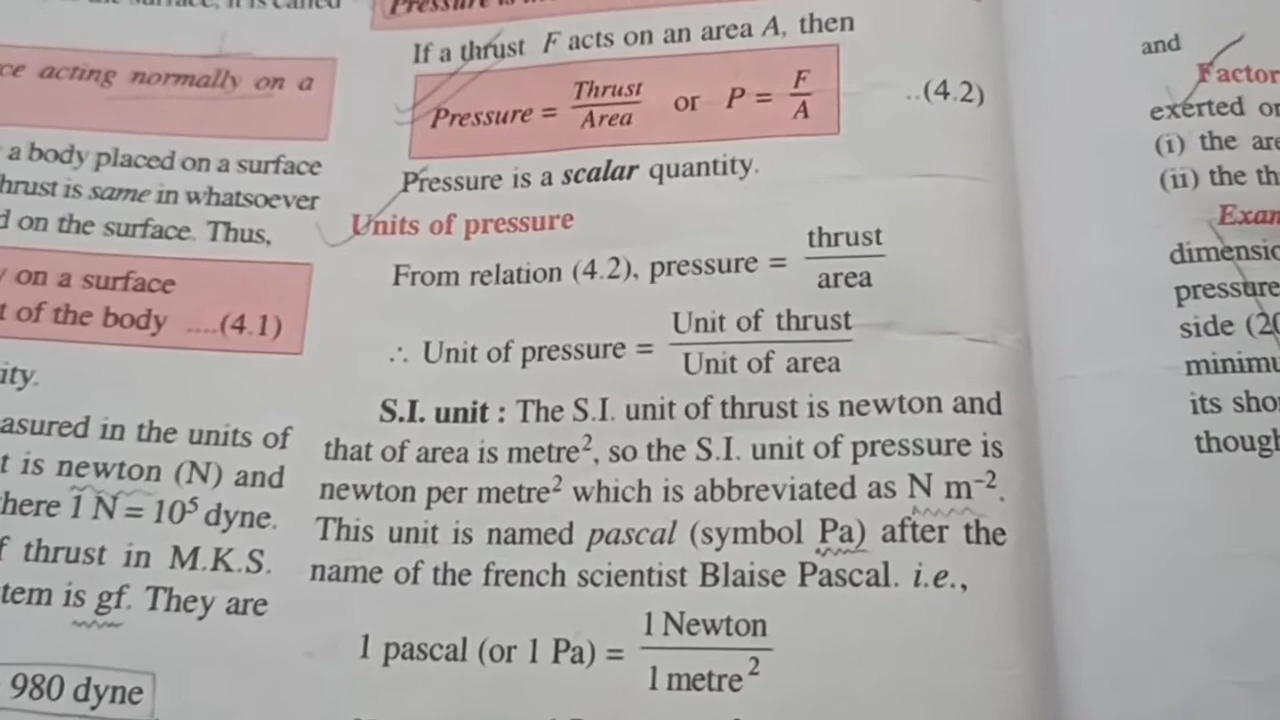 ce acting normally on a
a body placed on a surface
hrust is same in whatsoever
d on the surface. Thus,
on a surface
t of the body ....(4.1)
ity.
asured in the units of
t is newton (N) and
here 1 N = 10⁵ dyne.
f thrust in M.K.S.
tem is gf. They are
980 dyne
If a thrust F acts on an area A, then
Pressure = Thrust / Area or P = F / A ..(4.2)
Pressure is a scalar quantity.
Units of pressure
From relation (4.2), pressure = thrust / area
∴ Unit of pressure = Unit of thrust / Unit of area
S.I. unit : The S.I. unit of thrust is newton and
that of area is metre², so the S.I. unit of pressure is
newton per metre² which is abbreviated as N m⁻².
This unit is named pascal (symbol Pa) after the
name of the french scientist Blaise Pascal. i.e.,
1 pascal (or 1 Pa) = 1 Newton / 1 metre²
and
Factor
exerted or
(i) the are
(ii) the th
Exam
dimensio
pressure
side (20
minimu
its sho
though